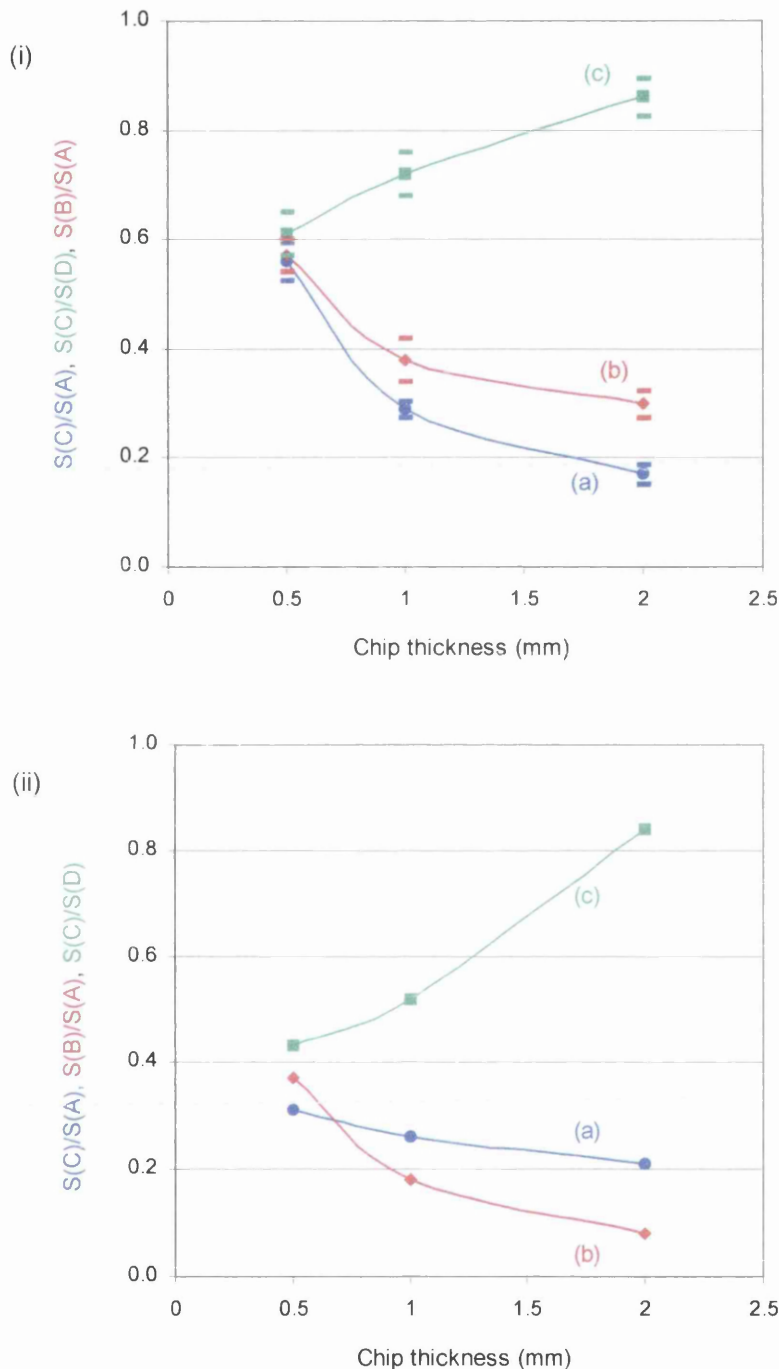 (i)
S(C)/S(A), S(C)/S(D), S(B)/S(A)
1.0
0.8
0.6
0.4
0.2
0.0
(c)
(b)
(a)
0 0.5 1 1.5 2 2.5
Chip thickness (mm)
(ii)
S(C)/S(A), S(B)/S(A), S(C)/S(D)
1.0
0.8
0.6
0.4
0.2
0.0
(c)
(a)
(b)
0 0.5 1 1.5 2 2.5
Chip thickness (mm)